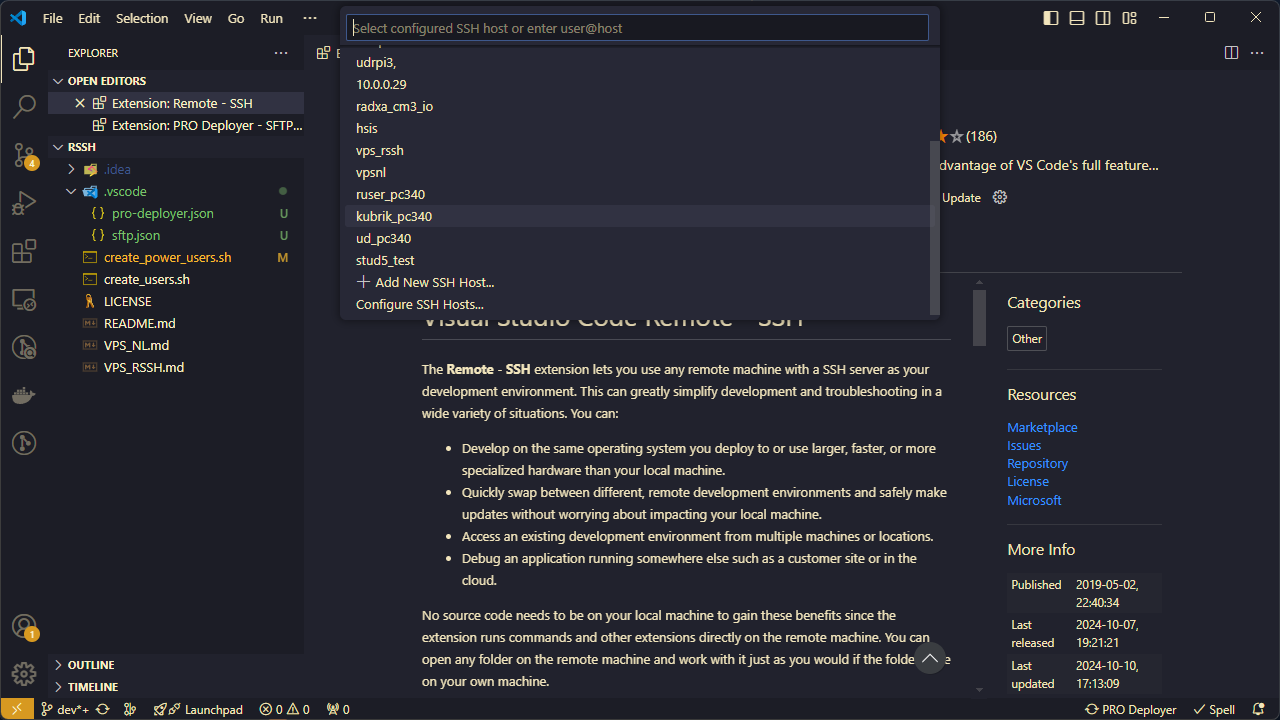 File Edit Selection View Go Run ···
Select configured SSH host or enter user@host
udrpi3,
10.0.0.29
radxa_cm3_io
hsis
vps_rssh
vpsnl
ruser_pc340
kubrik_pc340
ud_pc340
stud5_test
Add New SSH Host...
Configure SSH Hosts...
EXPLORER
OPEN EDITORS
Extension: Remote - SSH
Extension: PRO Deployer - SFTP...
RSSH
.idea
.vscode
{} pro-deployer.json U
{} sftp.json U
create_power_users.sh M
create_users.sh
LICENSE
README.md
VPS_NL.md
VPS_RSSH.md
OUTLINE
TIMELINE
4
1
(186)
dvantage of VS Code's full feature...
Update
Visual Studio Code Remote - SSH
The Remote - SSH extension lets you use any remote machine with a SSH server as your
development environment. This can greatly simplify development and troubleshooting in a
wide variety of situations. You can:
• Develop on the same operating system you deploy to or use larger, faster, or more
specialized hardware than your local machine.
• Quickly swap between different, remote development environments and safely make
updates without worrying about impacting your local machine.
• Access an existing development environment from multiple machines or locations.
• Debug an application running somewhere else such as a customer site or in the
cloud.
No source code needs to be on your local machine to gain these benefits since the
extension runs commands and other extensions directly on the remote machine. You can
open any folder on the remote machine and work with it just as you would if the folde e
on your own machine.
Categories
Other
Resources
Marketplace
Issues
Repository
License
Microsoft
More Info
Published 2019-05-02,
22:40:34
Last 2024-10-07,
released 19:21:21
Last 2024-10-10,
updated 17:13:09
dev*+ Launchpad 0 0 0 PRO Deployer Spell